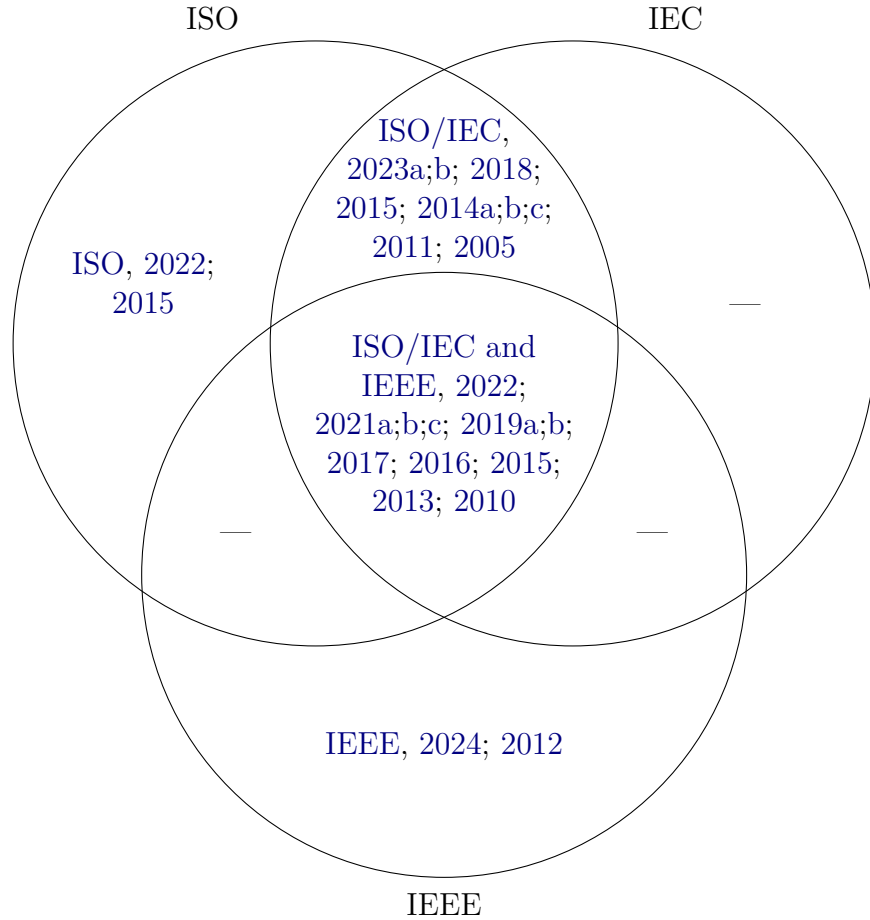 ISO
IEC
ISO/IEC,
2023a;b; 2018;
2015; 2014a;b;c;
2011; 2005
ISO, 2022;
2015
—
ISO/IEC and
IEEE, 2022;
2021a;b;c; 2019a;b;
2017; 2016; 2015;
2013; 2010
—
—
IEEE, 2024; 2012
IEEE